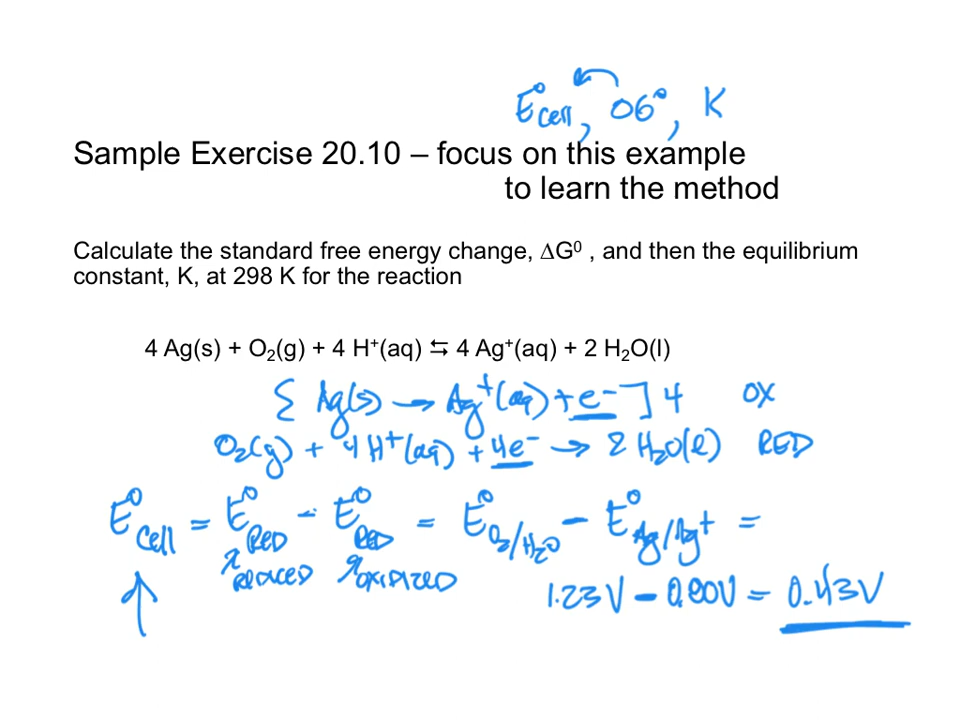 E°cell, ΔG°, K
Sample Exercise 20.10 – focus on this example
to learn the method
Calculate the standard free energy change, ∆G⁰ , and then the equilibrium
constant, K, at 298 K for the reaction
4 Ag(s) + O₂(g) + 4 H⁺(aq) ⇆ 4 Ag⁺(aq) + 2 H₂O(l)
[ Ag(s) → Ag⁺(aq) + e⁻ ] 4 OX
O₂(g) + 4H⁺(aq) + 4e⁻ → 2 H₂O(l) RED
E°cell = E°RED - E°RED = E°O₂/H₂O - E°Ag/Ag⁺ =
REDUCED OXIDIZED
1.23V - 0.80V = 0.43V